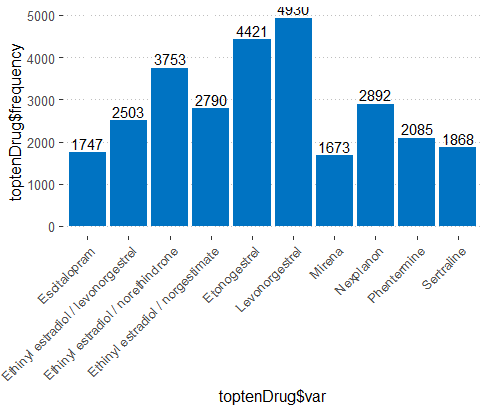 toptenDrug$frequency
5000
4000
3000
2000
1000
0
1747
2503
3753
2790
4421
4930
1673
2892
2085
1868
Escitalopram
Ethinyl estradiol / levonorgestrel
Ethinyl estradiol / norethindrone
Ethinyl estradiol / norgestimate
Etonogestrel
Levonorgestrel
Mirena
Nexplanon
Phentermine
Sertraline
toptenDrug$var